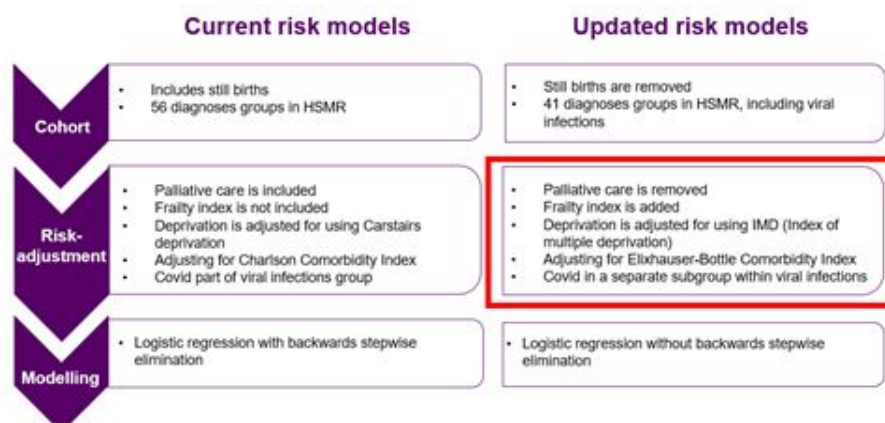 Current risk models
Updated risk models
Cohort
• Includes still births
• 56 diagnoses groups in HSMR
• Still births are removed
• 41 diagnoses groups in HSMR, including viral
infections
Risk-
adjustment
• Palliative care is included
• Frailty index is not included
• Deprivation is adjusted for using Carstairs
deprivation
• Adjusting for Charlson Comorbidity Index
• Covid part of viral infections group
• Palliative care is removed
• Frailty index is added
• Deprivation is adjusted for using IMD (Index of
multiple deprivation)
• Adjusting for Elixhauser-Bottle Comorbidity Index
• Covid in a separate subgroup within viral infections
Modelling
• Logistic regression with backwards stepwise
elimination
• Logistic regression without backwards stepwise
elimination